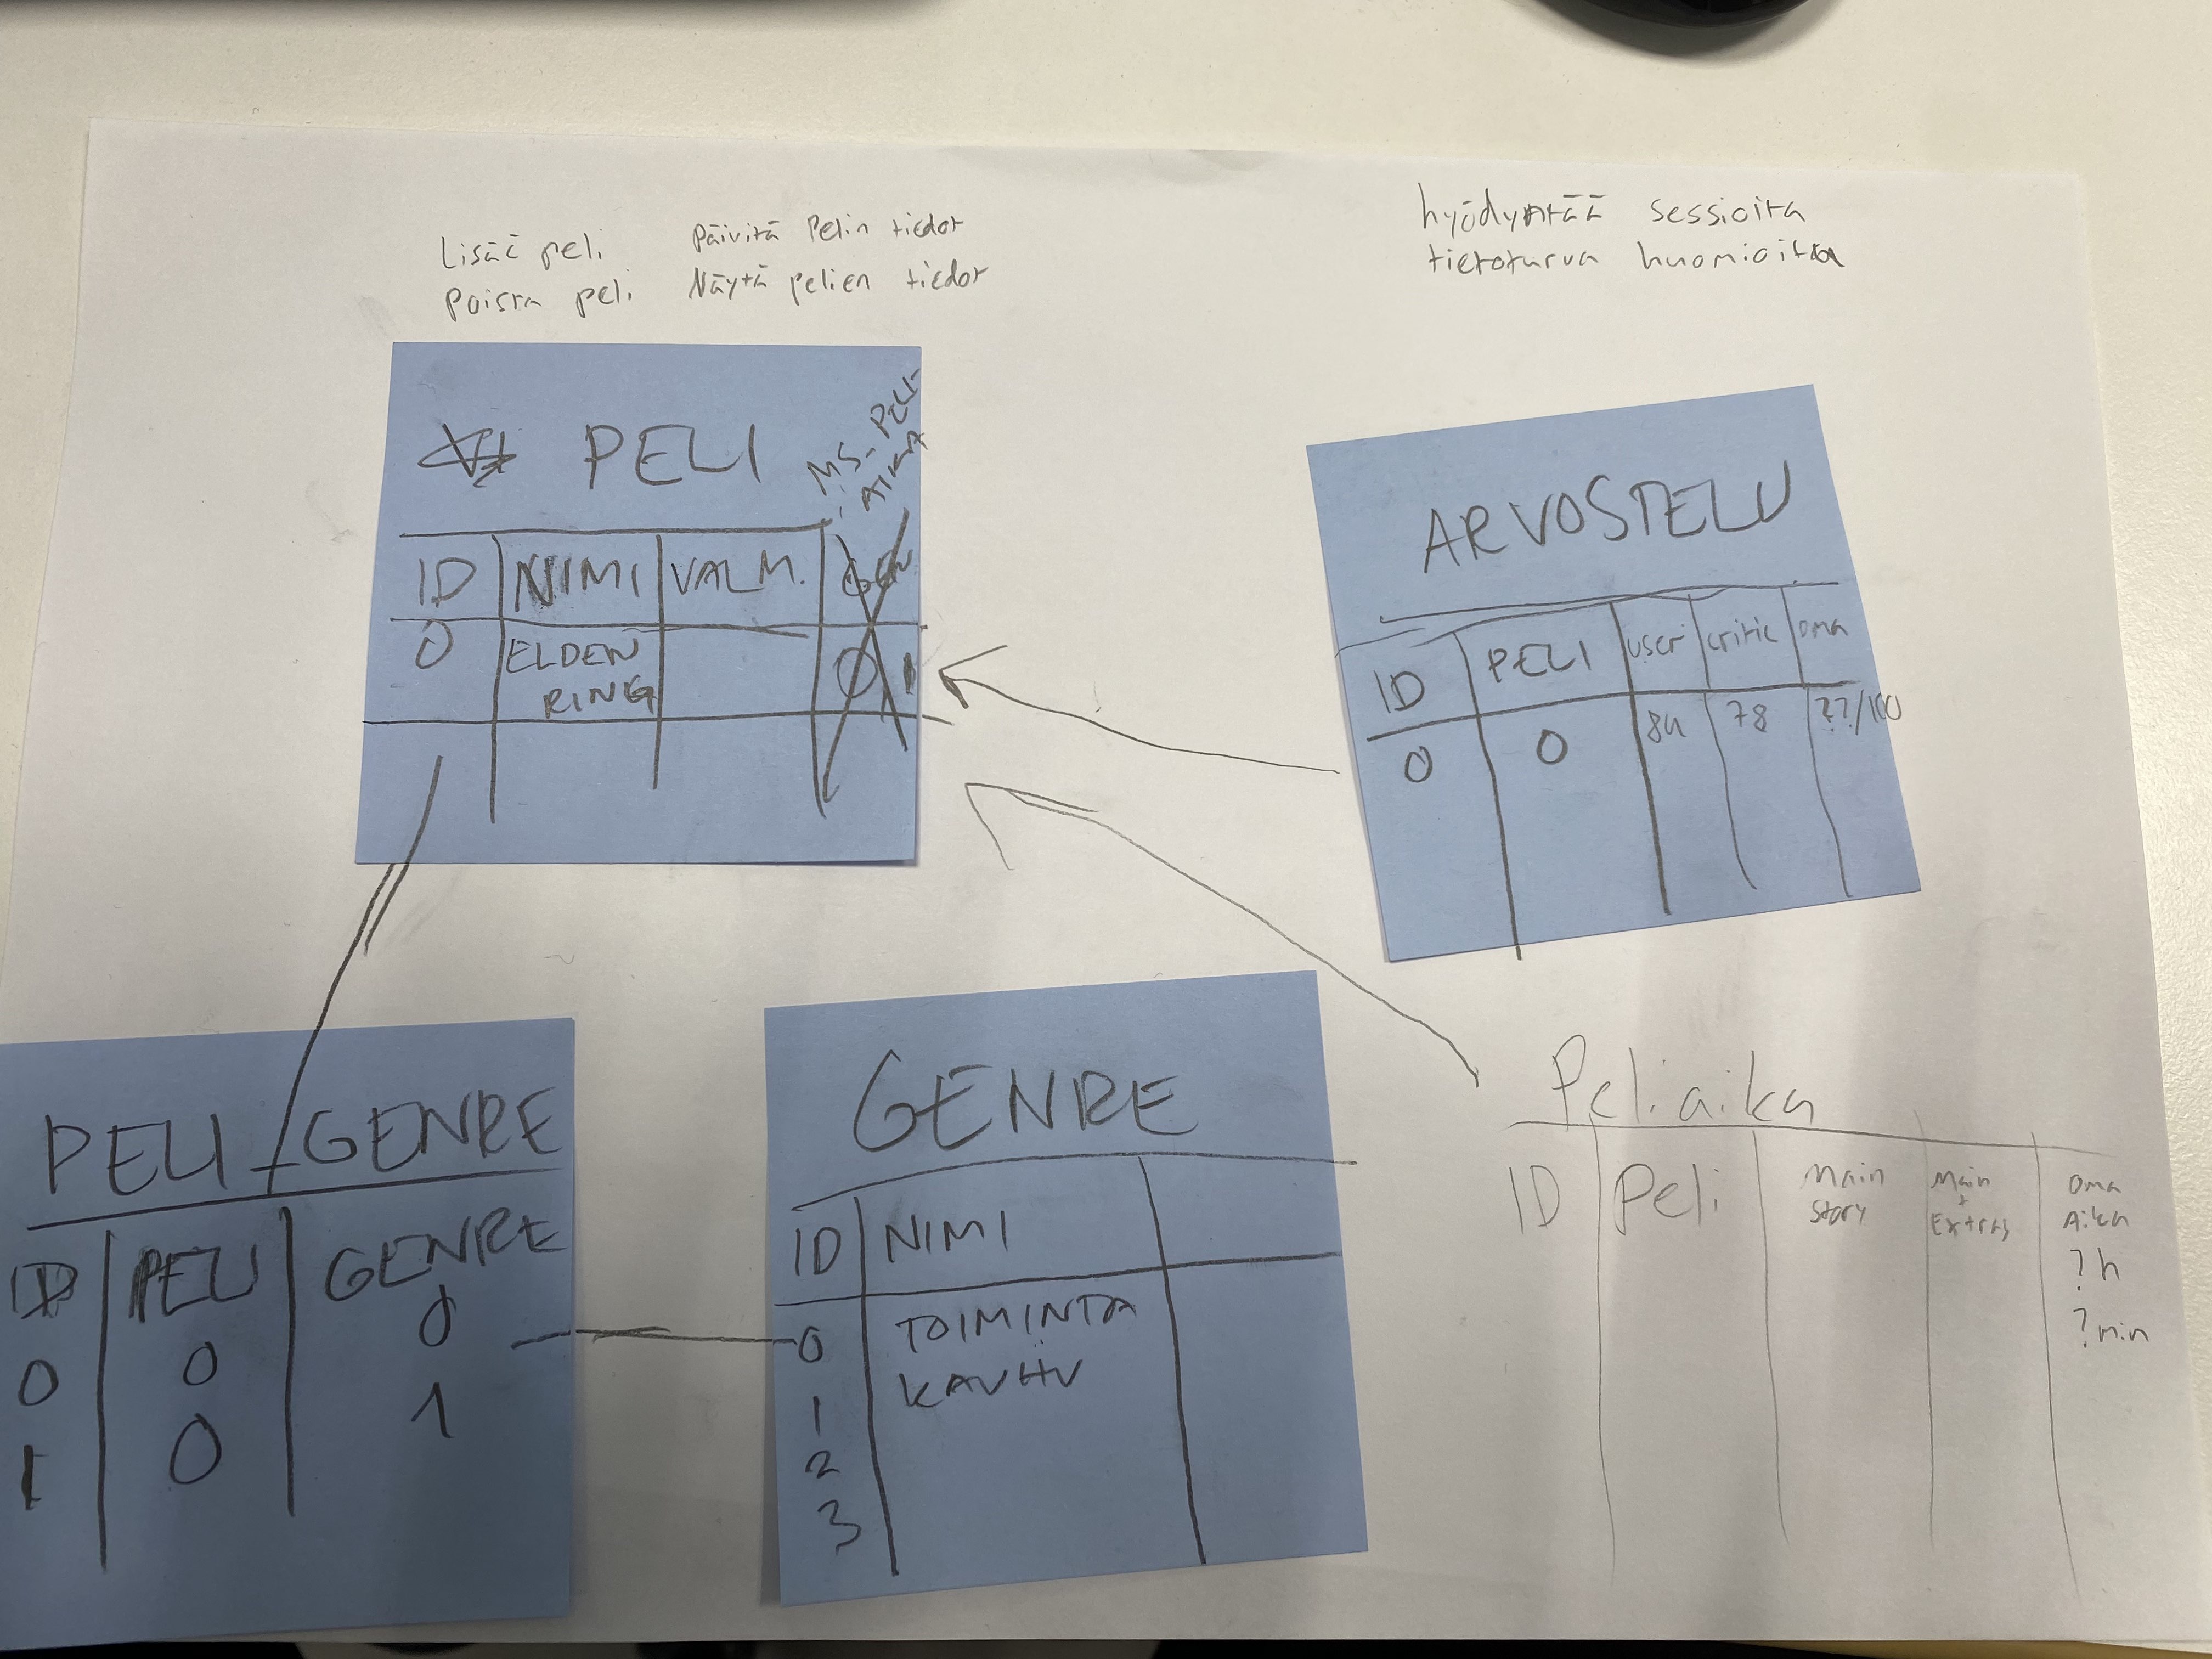 Lisää peli
Poista peli
Päivitä Pelin tiedot
Näytä pelien tiedot
hyödyntää sessioita
tietoturva huomioitva
PELI
M.S. PELI-
AIKA
ID NIMI VALM. GEN
0 ELDEN
RING
0 1
ARVOSTELU
ID PELI user critic oma
0 0 84 78 ??/100
PELI_GENRE
ID PELI GENRE
0 0 0
1 0 1
GENRE
ID NIMI
0 TOIMINTA
1 KAUHU
2
3
Peliaika
ID Peli Main
Story
Main
+
Extras
Oma
Aika
?h
?min